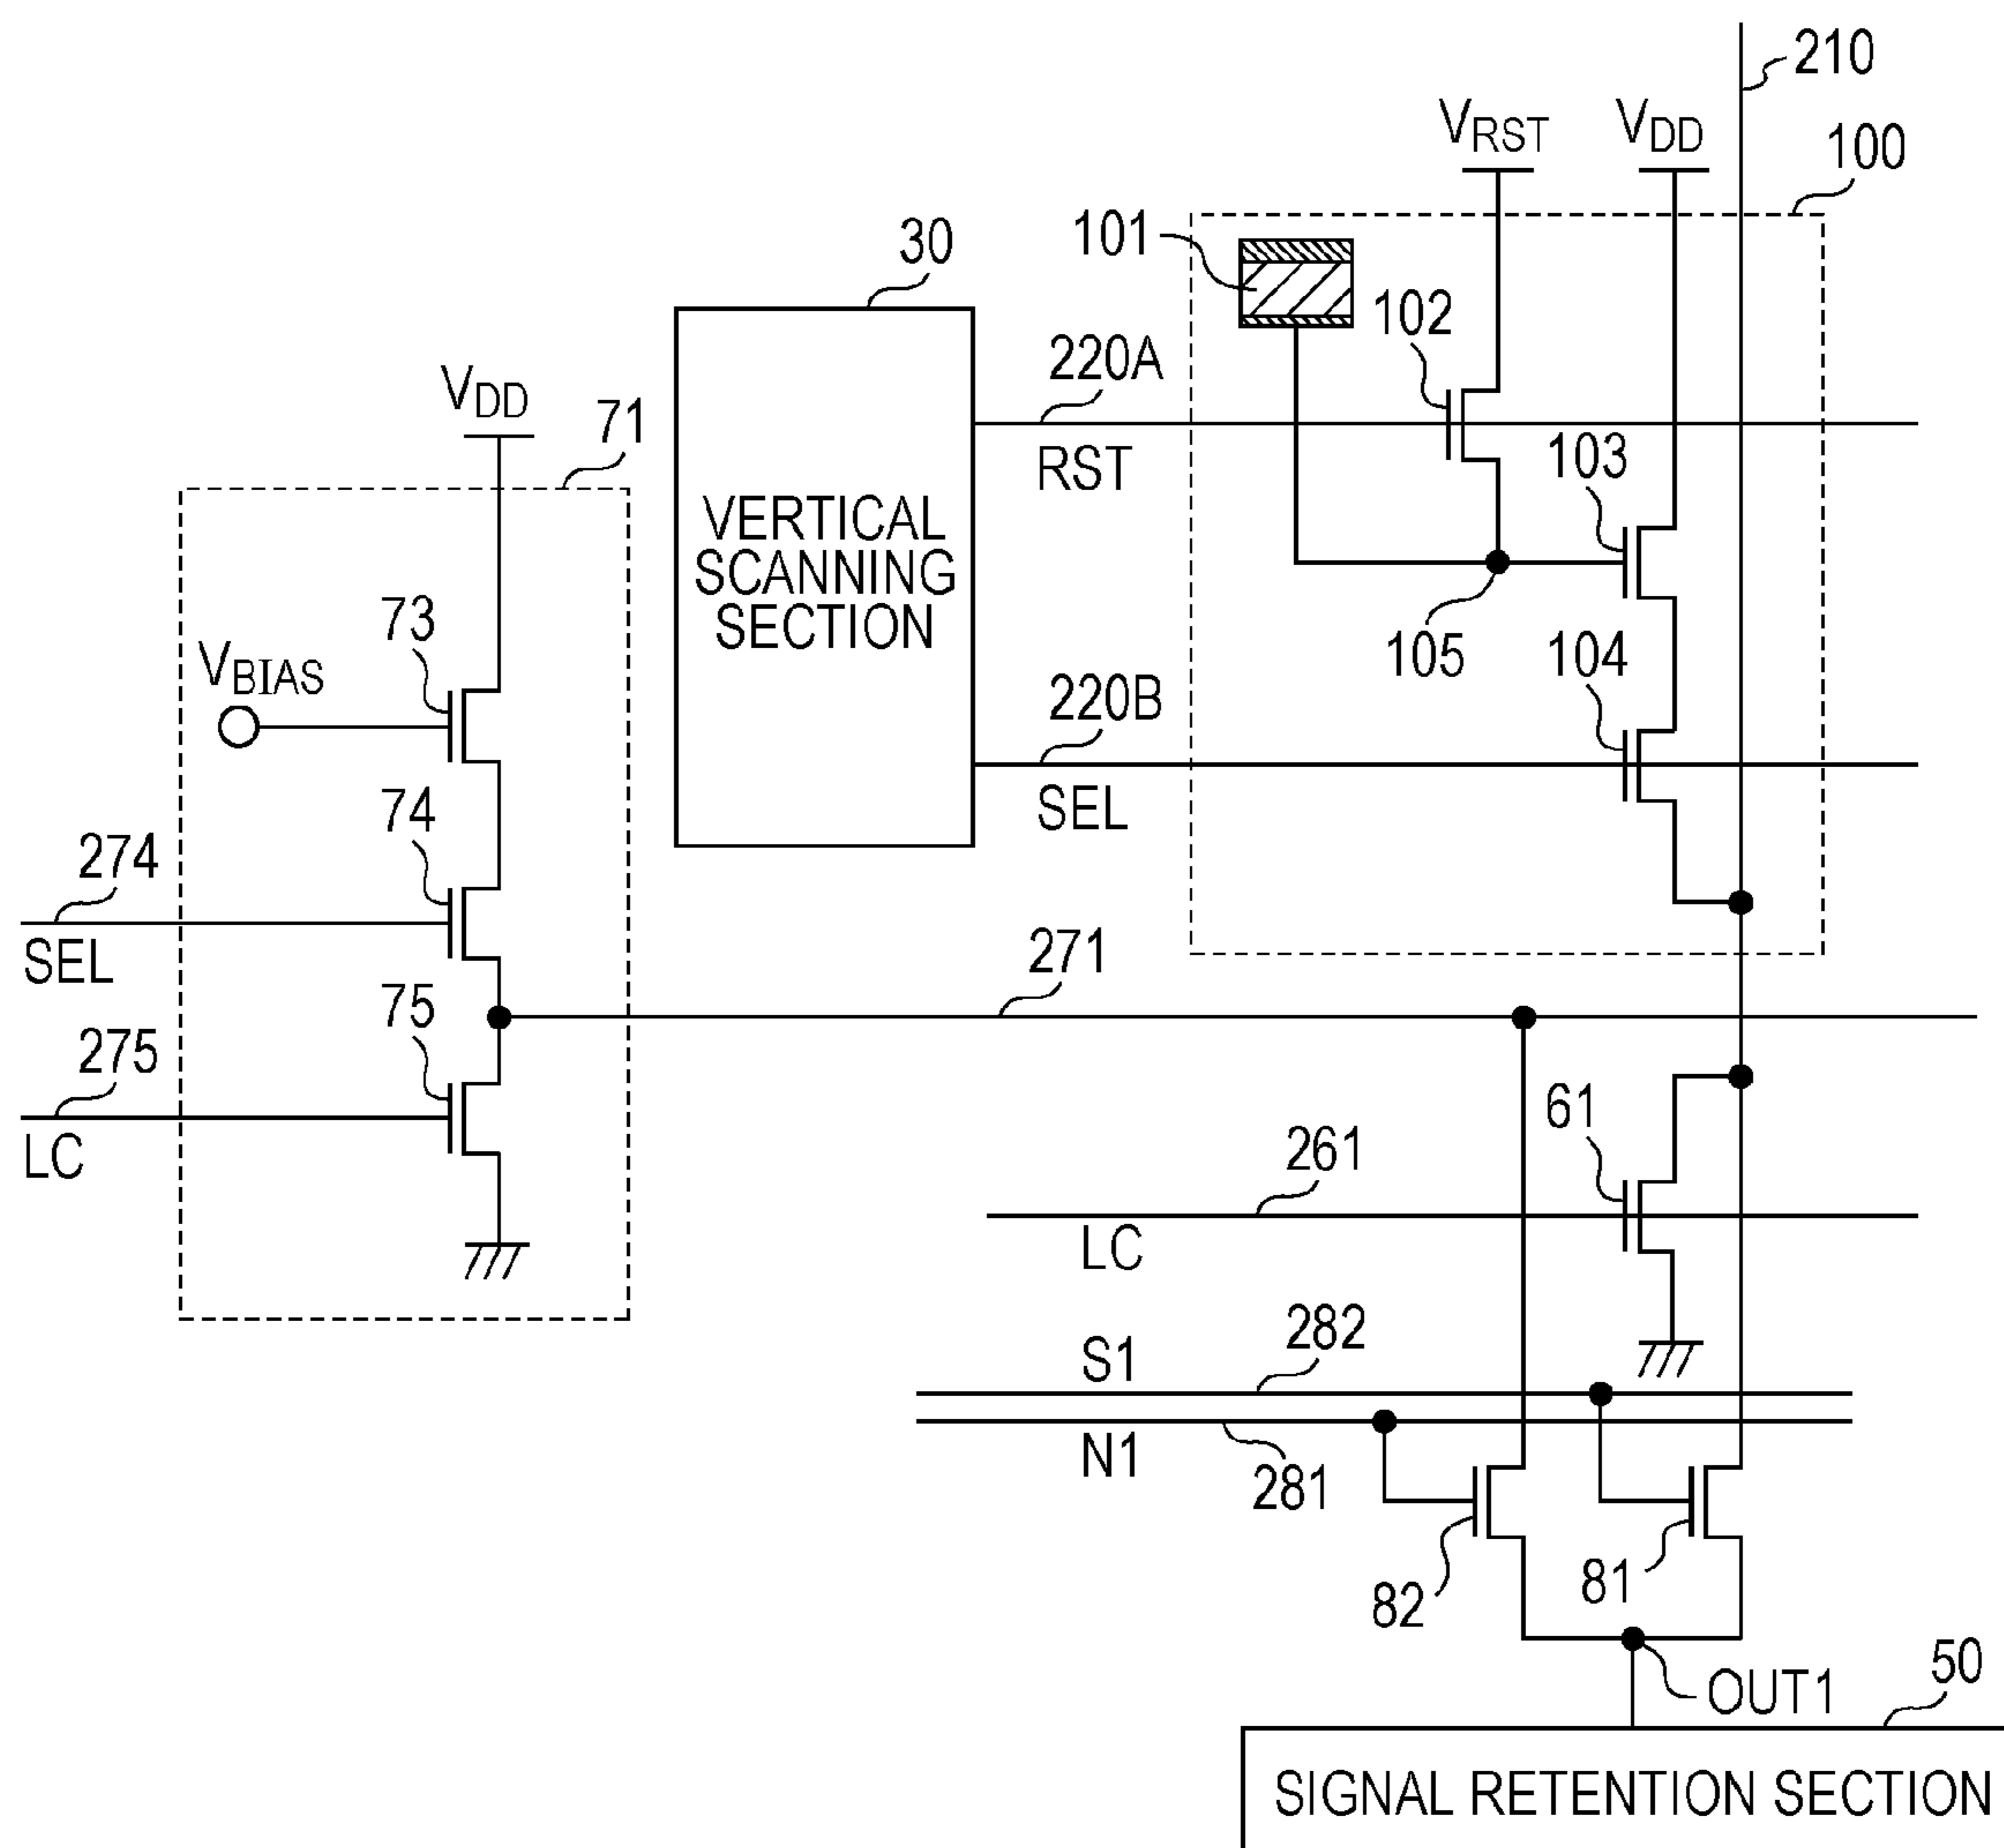 210
VRST
VDD
100
101
30
102
220A
VDD
71
RST
103
VERTICAL
SCANNING
SECTION
73
105
104
VBIAS
220B
74
SEL
274
SEL
271
75
275
61
LC
261
LC
282
S1
N1
281
82
81
50
OUT1
SIGNAL RETENTION SECTION